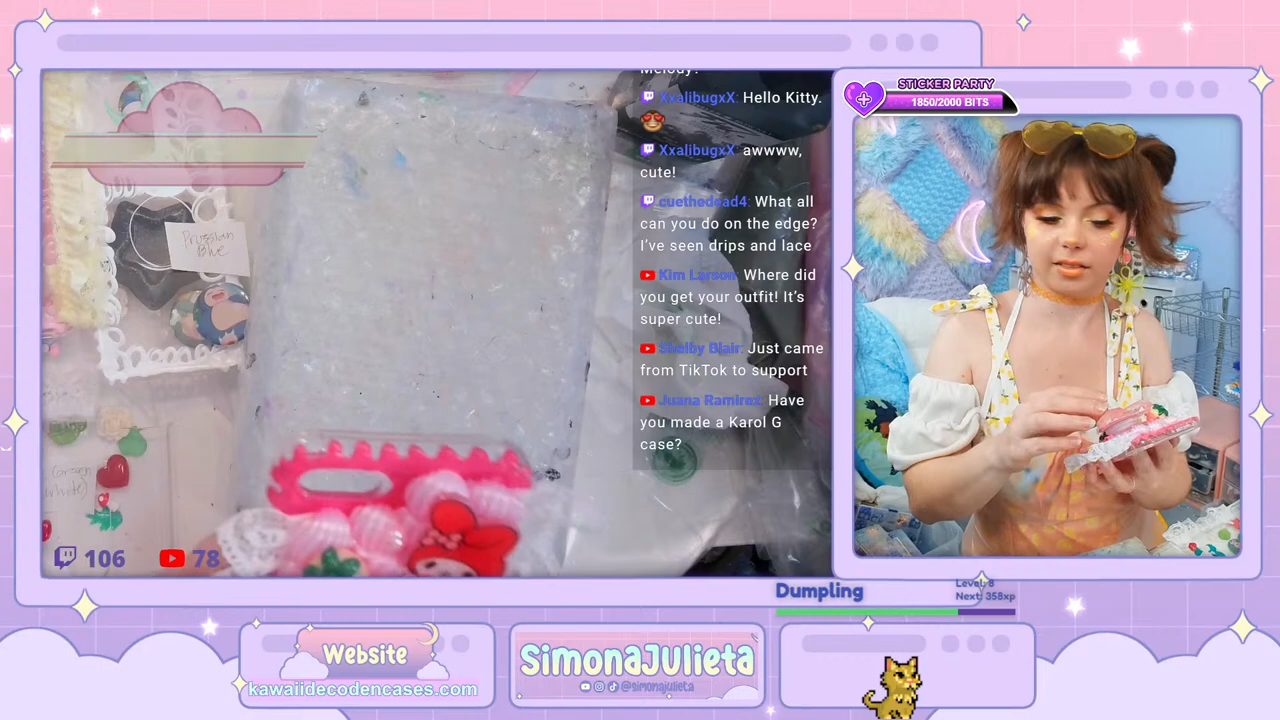 STICKER PARTY
1850/2000 BITS
Melody?
XxalibugxX: Hello Kitty.
XxalibugxX: awwww,
cute!
cuethedead4: What all
can you do on the edge?
I've seen drips and lace
Kim Larson: Where did
you get your outfit! It's
super cute!
Shelby Blair: Just came
from TikTok to support
Juana Ramirez: Have
you made a Karol G
case?
Prussian
Blue
106
78
Dumpling
Level: 8
Next: 358xp
Website
kawaiidecodencases.com
SimonaJulieta
@simonajulieta